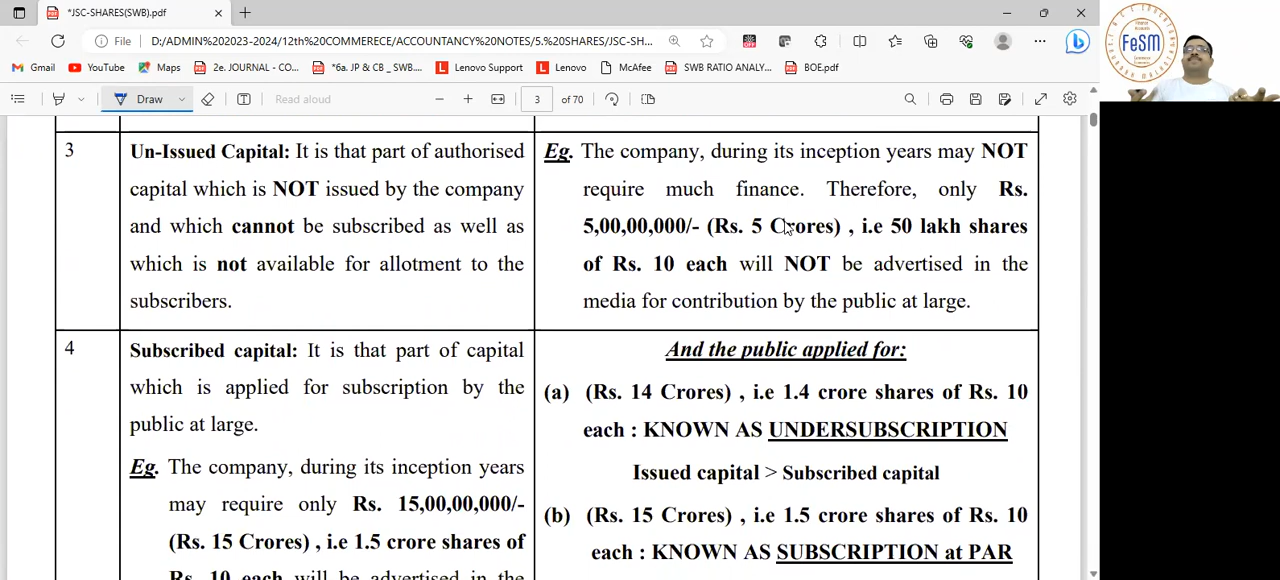 *JSC-SHARES(SWB).pdf
File
D:/ADMIN%202023-2024/12th%20COMMERECE/ACCOUNTANCY%20NOTES/5.%20SHARES/JSC-SH...
OFF
Gmail
YouTube
Maps
2e. JOURNAL - CO...
*6a. JP & CB _ SWB....
Lenovo Support
Lenovo
McAfee
SWB RATIO ANALY...
BOE.pdf
Draw
Read aloud
3
of 70
FeSM
3
Un-Issued Capital: It is that part of authorised
capital which is NOT issued by the company
and which cannot be subscribed as well as
which is not available for allotment to the
subscribers.
Eg. The company, during its inception years may NOT
require much finance. Therefore, only Rs.
5,00,00,000/- (Rs. 5 Crores) , i.e 50 lakh shares
of Rs. 10 each will NOT be advertised in the
media for contribution by the public at large.
4
Subscribed capital: It is that part of capital
which is applied for subscription by the
public at large.
Eg. The company, during its inception years
may require only Rs. 15,00,00,000/-
(Rs. 15 Crores) , i.e 1.5 crore shares of
Rs. 10 each will be advertised in the
And the public applied for:
(a) (Rs. 14 Crores) , i.e 1.4 crore shares of Rs. 10
each : KNOWN AS UNDERSUBSCRIPTION
Issued capital > Subscribed capital
(b) (Rs. 15 Crores) , i.e 1.5 crore shares of Rs. 10
each : KNOWN AS SUBSCRIPTION at PAR